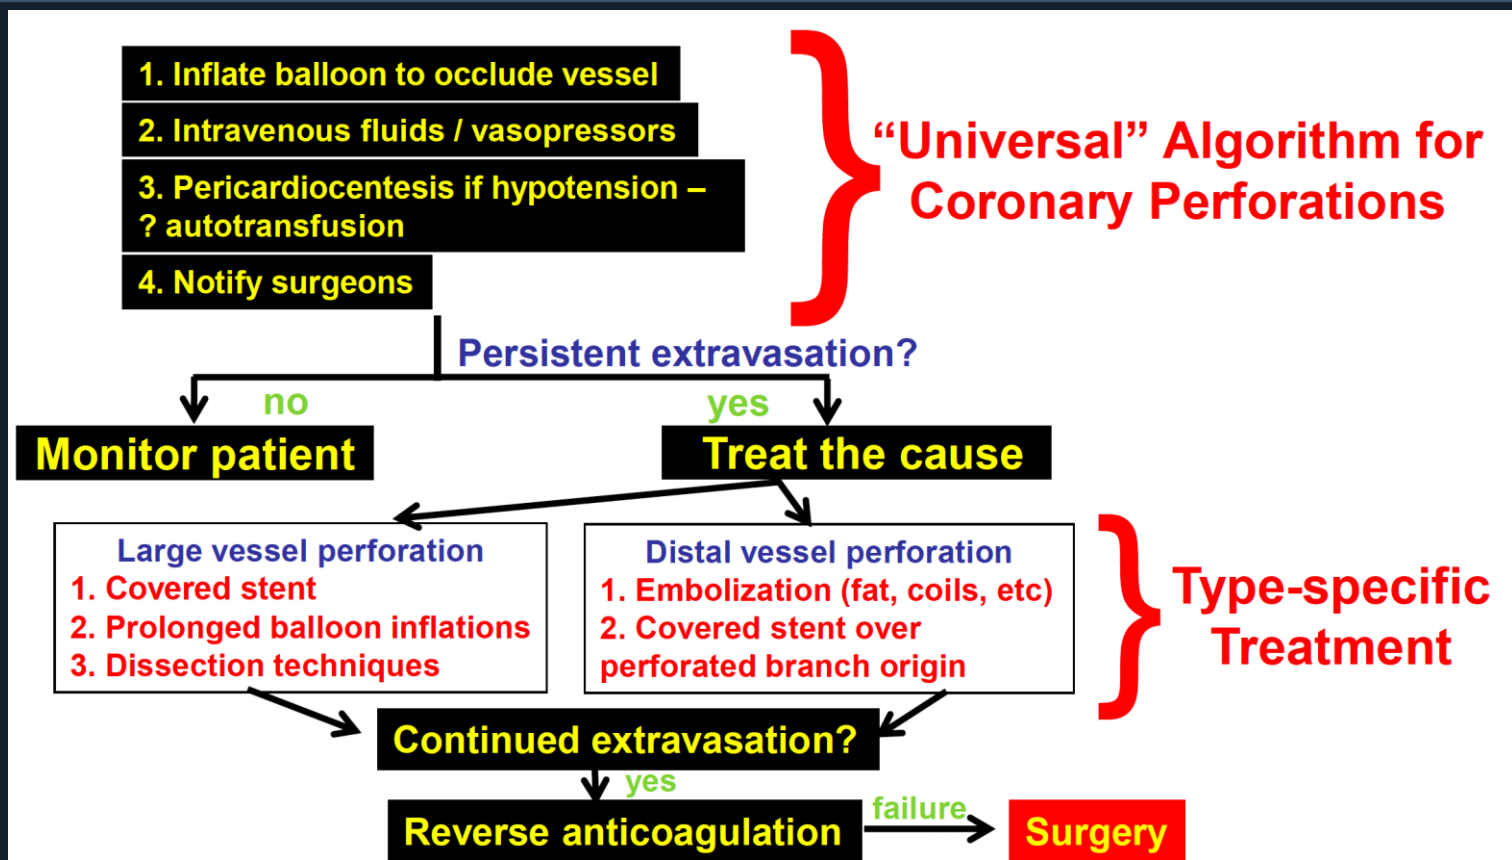 1. Inflate balloon to occlude vessel
2. Intravenous fluids / vasopressors
3. Pericardiocentesis if hypotension –
? autotransfusion
4. Notify surgeons
“Universal” Algorithm for
Coronary Perforations
Persistent extravasation?
no
yes
Monitor patient
Treat the cause
Large vessel perforation
1. Covered stent
2. Prolonged balloon inflations
3. Dissection techniques
Distal vessel perforation
1. Embolization (fat, coils, etc)
2. Covered stent over
perforated branch origin
Type-specific
Treatment
Continued extravasation?
yes
Reverse anticoagulation
failure
Surgery